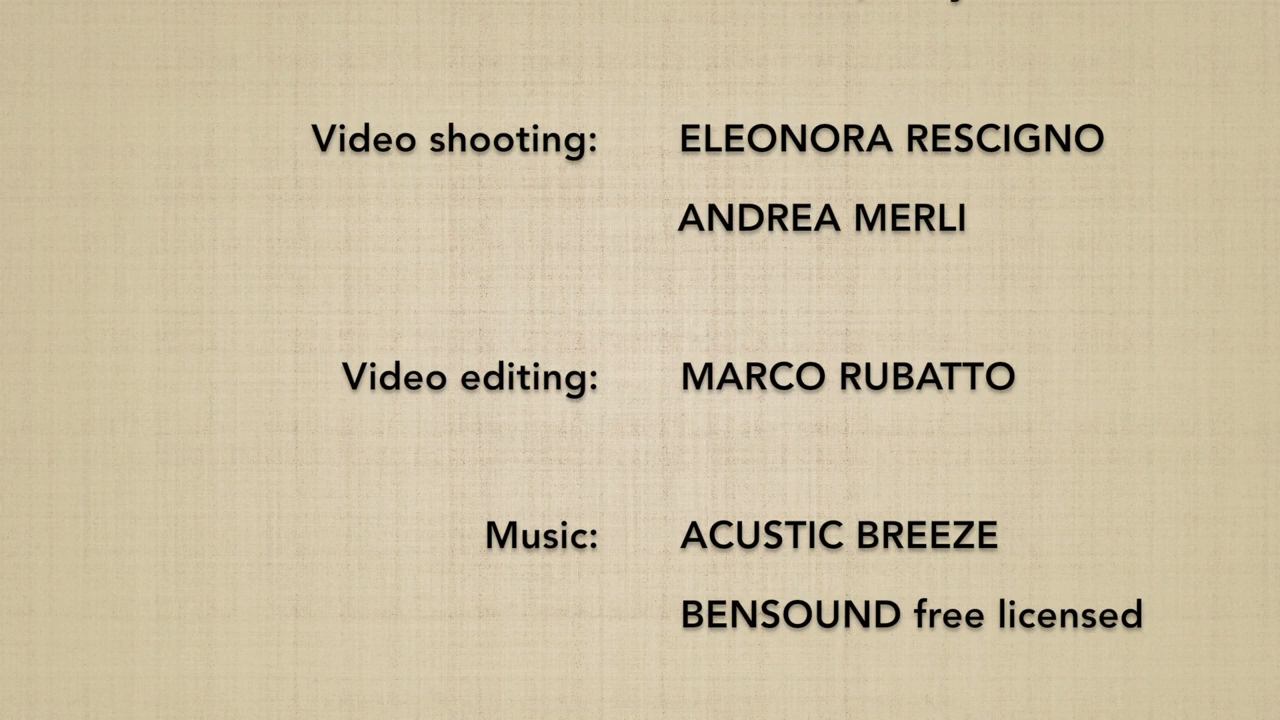 Video shooting: ELEONORA RESCIGNO
ANDREA MERLI
Video editing: MARCO RUBATTO
Music: ACUSTIC BREEZE
BENSOUND free licensed